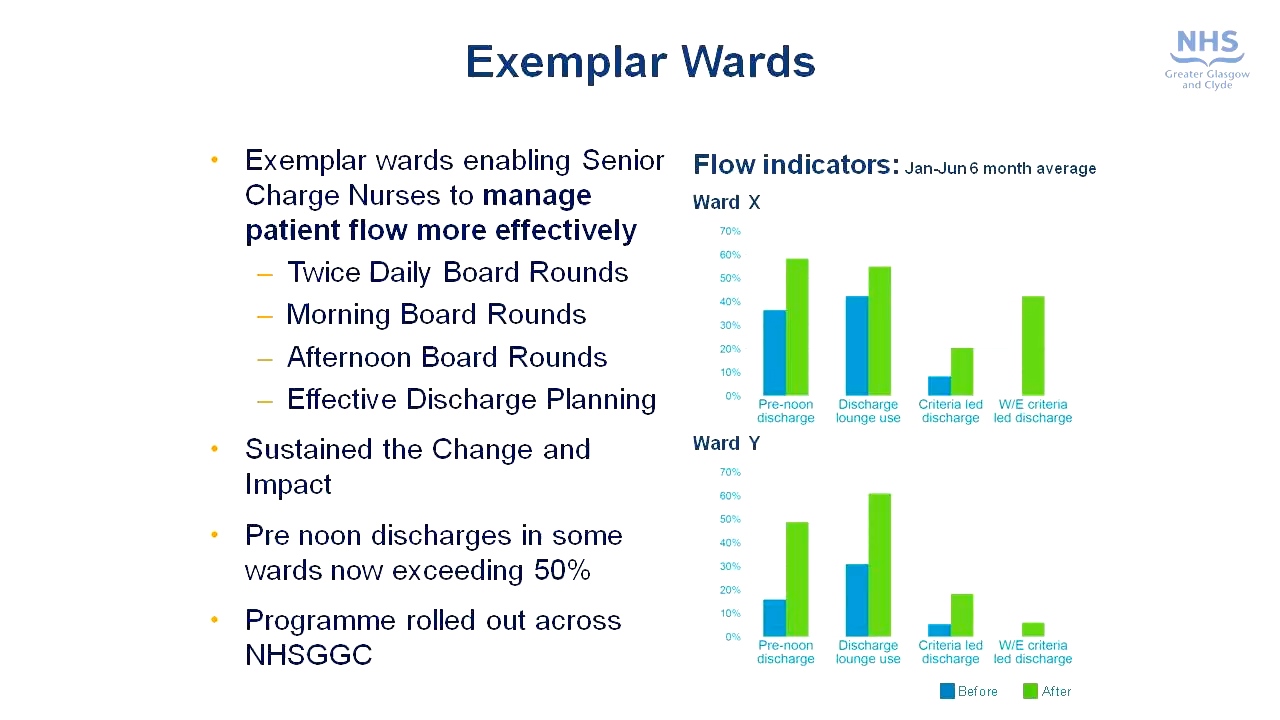 Exemplar Wards
NHS
Greater Glasgow
and Clyde
• Exemplar wards enabling Senior
Charge Nurses to manage
patient flow more effectively
– Twice Daily Board Rounds
– Morning Board Rounds
– Afternoon Board Rounds
– Effective Discharge Planning
• Sustained the Change and
Impact
• Pre noon discharges in some
wards now exceeding 50%
• Programme rolled out across
NHSGGC
Flow indicators: Jan-Jun 6 month average
Ward X
70%
60%
50%
40%
30%
20%
10%
0%
Pre-noon
discharge
Discharge
lounge use
Criteria led
discharge
W/E criteria
led discharge
Ward Y
70%
60%
50%
40%
30%
20%
10%
0%
Pre-noon
discharge
Discharge
lounge use
Criteria led
discharge
W/E criteria
led discharge
Before
After